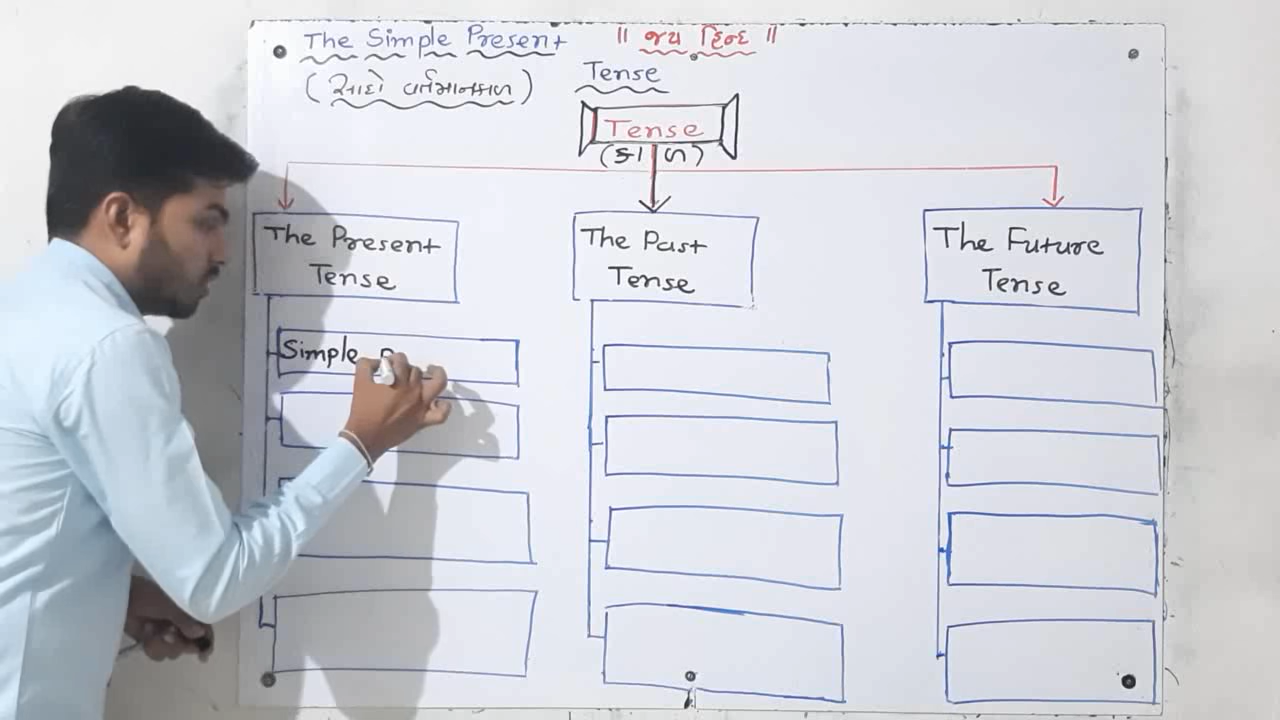 The Simple Present
॥ જય હિન્દ ॥
(સાદો વર્તમાનકાળ)
Tense
Tense
(કાળ)
The Present
Tense
The Past
Tense
The Future
Tense
Simple